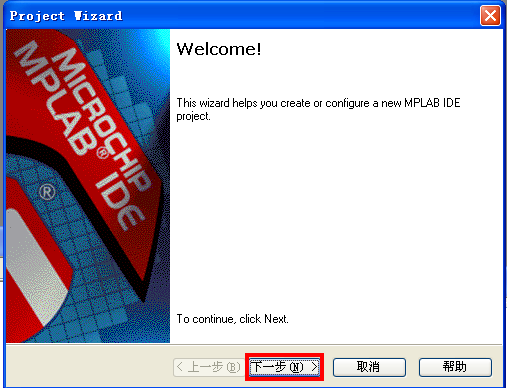 Project Wizard
Welcome!
This wizard helps you create or configure a new MPLAB IDE
project.
MICROCHIP
MPLAB® IDE
®
To continue, click Next.
< 上一步(B) 下一步(N) > 取消 帮助